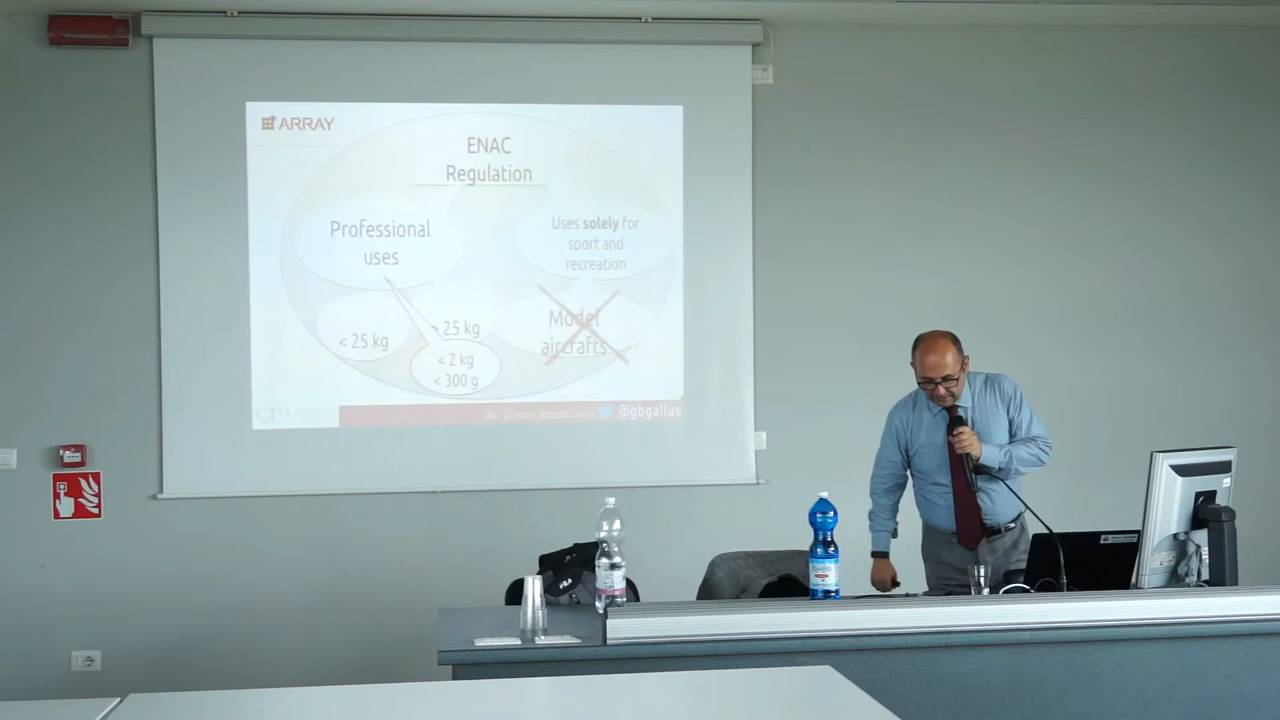 ARRAY
ENAC
Regulation
Professional
uses
Uses solely for
sport and
recreation
< 25 kg
> 25 kg
Model
aircrafts
< 2 kg
< 300 g
@gbgallus
FILA